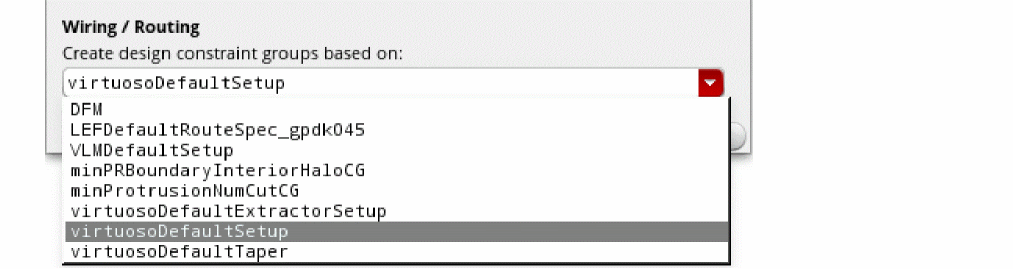 Wiring / Routing
Create design constraint groups based on:
virtuosoDefaultSetup
DFM
LEFDefaultRouteSpec_gpdk045
VLMDefaultSetup
minPRBoundaryInteriorHaloCG
minProtrusionNumCutCG
virtuosoDefaultExtractorSetup
virtuosoDefaultSetup
virtuosoDefaultTaper